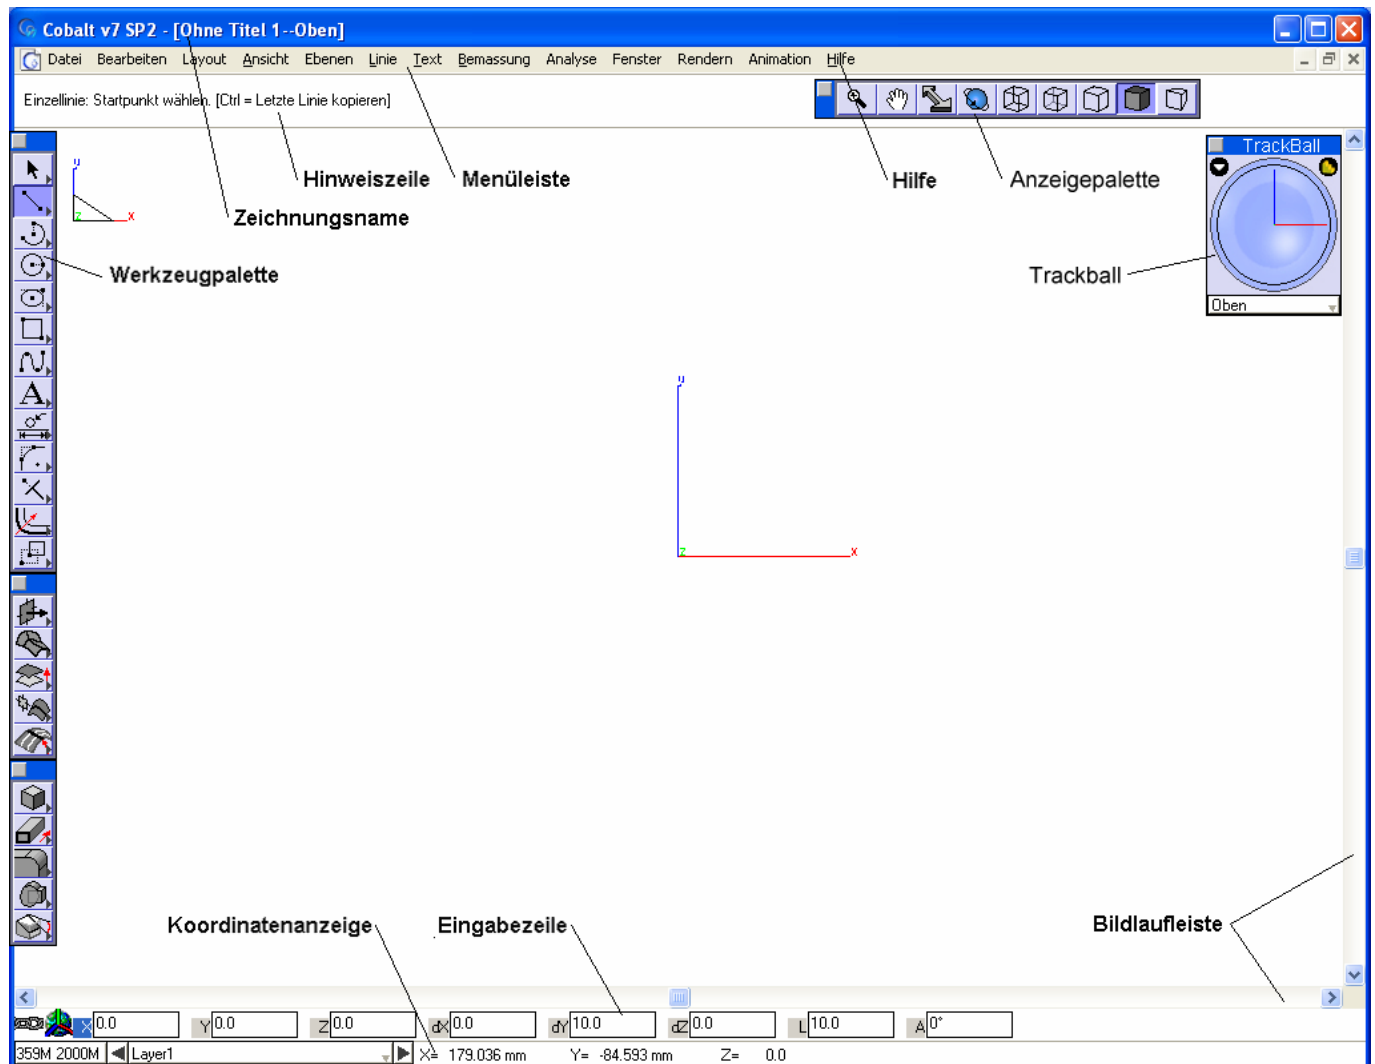 Cobalt v7 SP2 - [Ohne Titel 1--Oben]
Datei Bearbeiten Layout Ansicht Ebenen Linie Text Bemassung Analyse Fenster Rendern Animation Hilfe
Einzellinie: Startpunkt wählen. [Ctrl = Letzte Linie kopieren]
TrackBall
y
z x
Hinweiszeile Menüleiste Hilfe Anzeigepalette
Zeichnungsname
Werkzeugpalette Trackball
Oben
A
y
z x
Koordinatenanzeige Eingabezeile Bildlaufleiste
X 0.0 Y 0.0 Z 0.0 dX 0.0 dY 10.0 dZ 0.0 L 10.0 A 0°
359M 2000M Layer1 X= 179.036 mm Y= -84.593 mm Z= 0.0